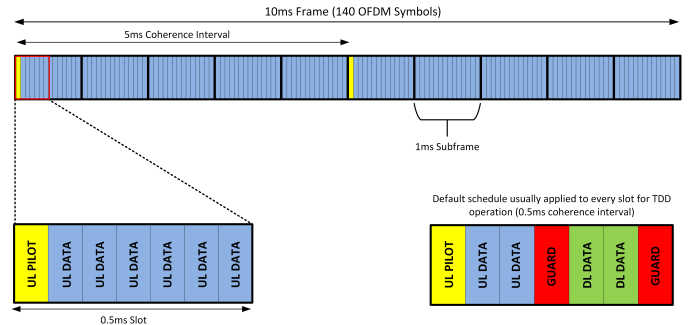 10ms Frame (140 OFDM Symbols)
5ms Coherence Interval
1ms Subframe
Default schedule usually applied to every slot for TDD
operation (0.5ms coherence interval)
UL PILOT
UL DATA
UL DATA
UL DATA
UL DATA
UL DATA
UL DATA
0.5ms Slot
UL PILOT
UL DATA
UL DATA
GUARD
DL DATA
DL DATA
GUARD